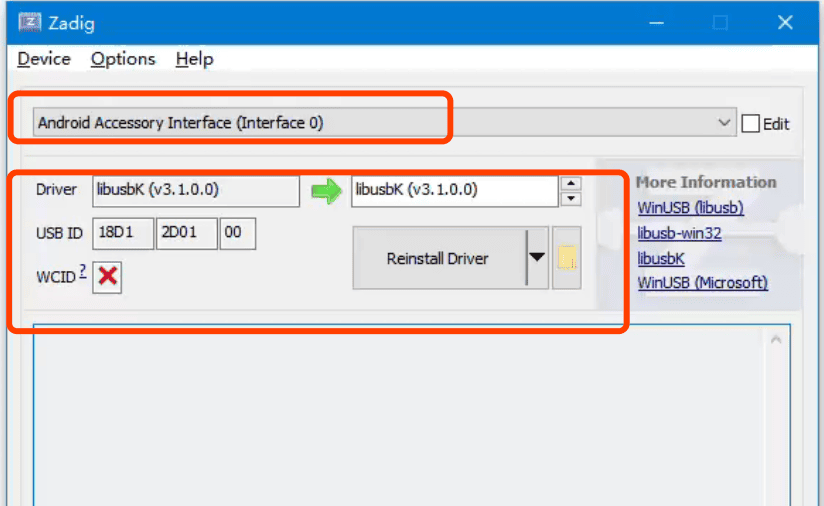 Zadig
Device Options Help
Android Accessory Interface (Interface 0)
Edit
Driver libusbK (v3.1.0.0) libusbK (v3.1.0.0)
USB ID 18D1 2D01 00
WCID ?
Reinstall Driver
More Information
WinUSB (libusb)
libusb-win32
libusbK
WinUSB (Microsoft)